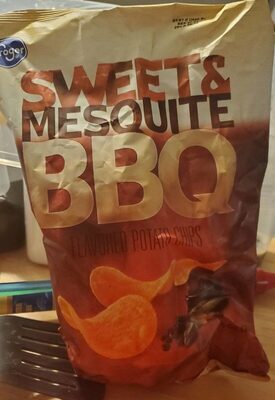 Kroger
SWEET &
MESQUITE
BBQ
FLAVORED POTATO CHIPS